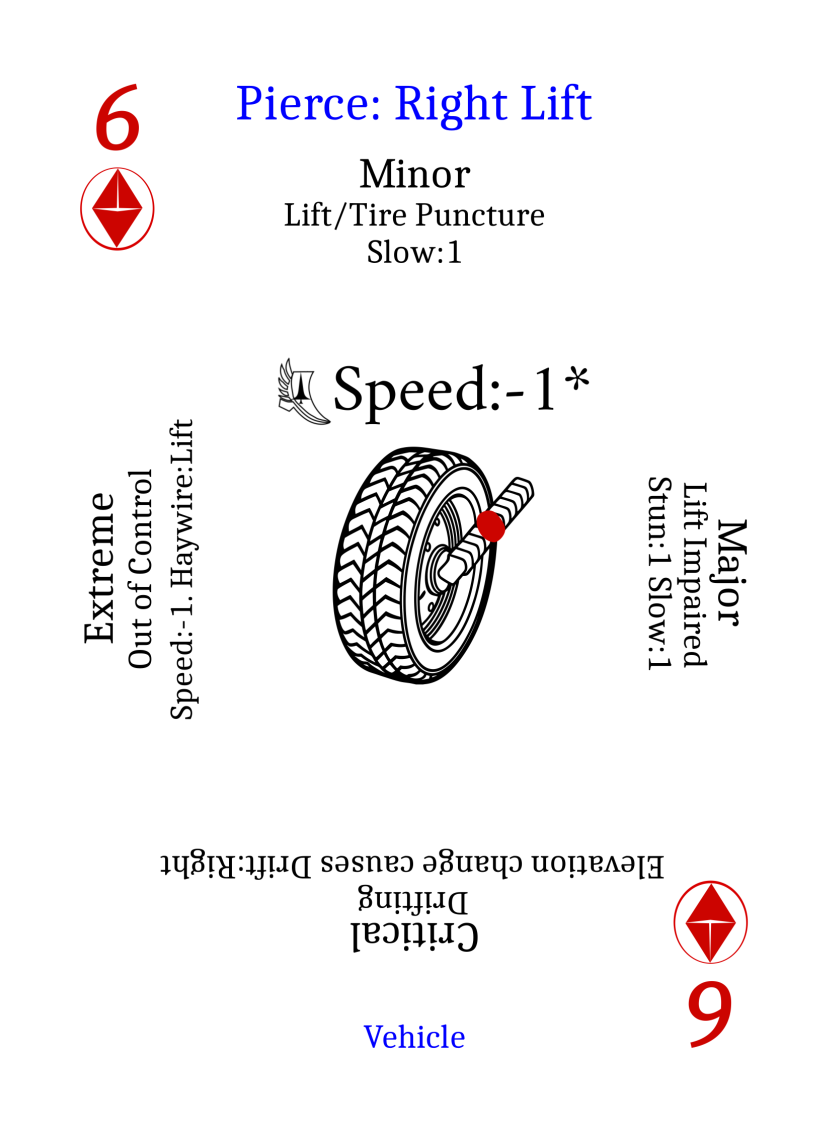 6
Pierce: Right Lift
Minor
Lift/Tire Puncture
Slow:1
Speed:-1*
Extreme
Out of Control
Speed:-1. Haywire:Lift
Major
Lift Impaired
Stun:1 Slow:1
Critical
Drifting
Elevation change causes Drift:Right
6
Vehicle